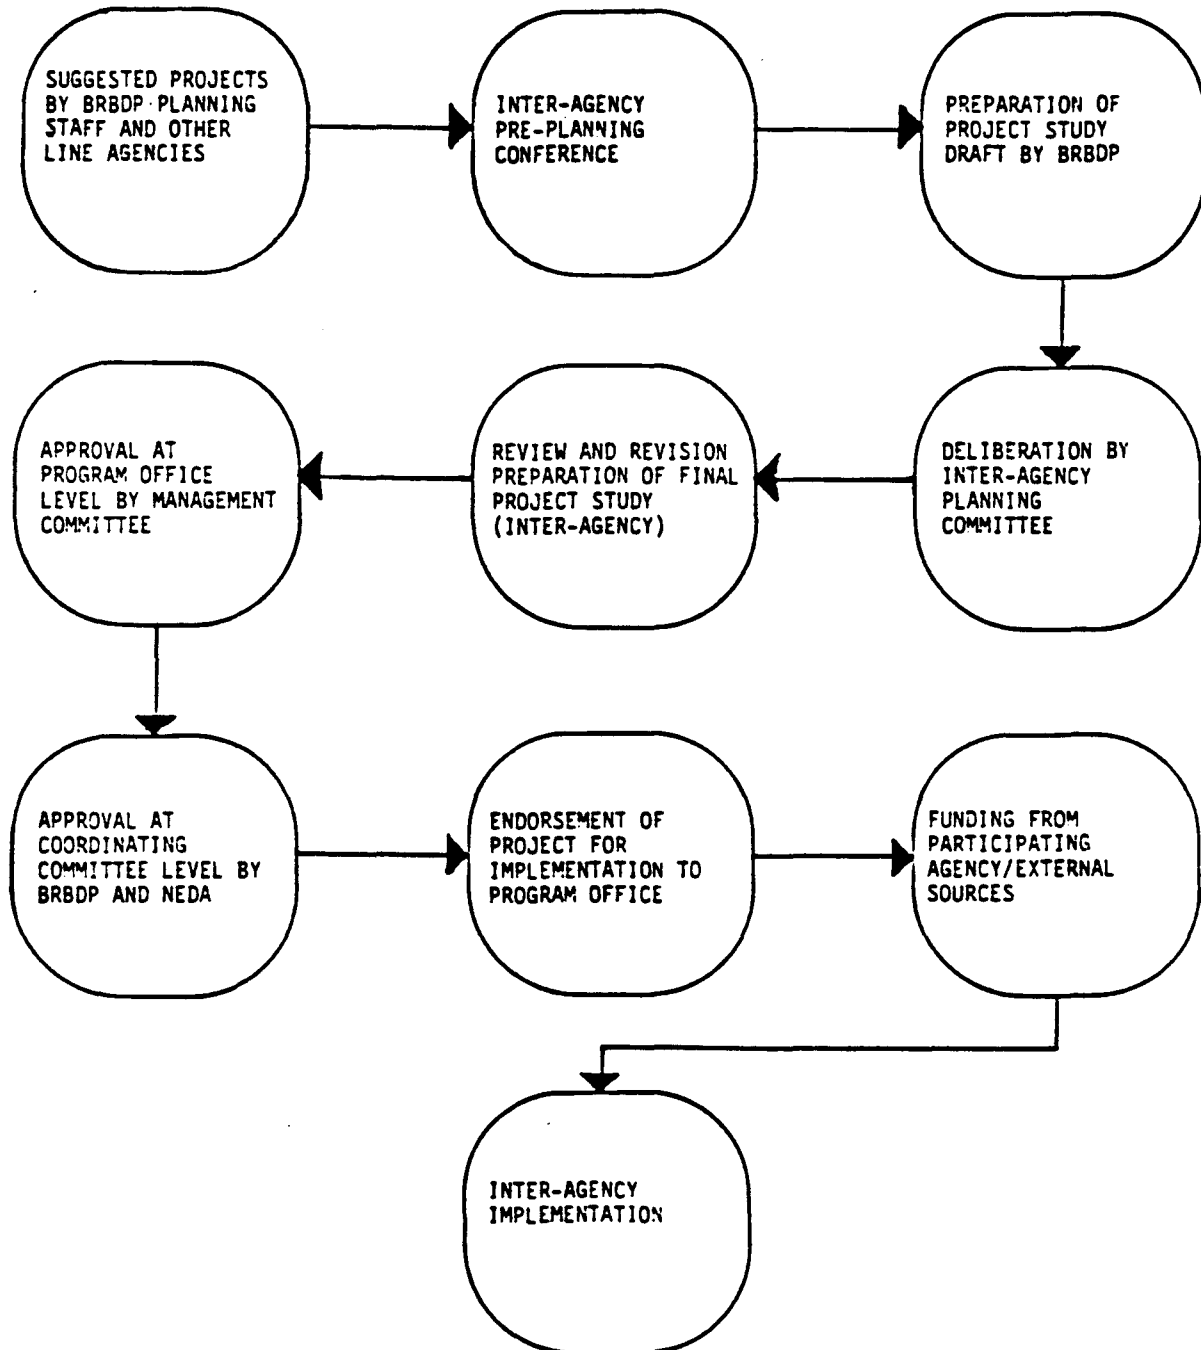 SUGGESTED PROJECTS
BY BRBDP PLANNING
STAFF AND OTHER
LINE AGENCIES
INTER-AGENCY
PRE-PLANNING
CONFERENCE
PREPARATION OF
PROJECT STUDY
DRAFT BY BRBDP
DELIBERATION BY
INTER-AGENCY
PLANNING
COMMITTEE
REVIEW AND REVISION
PREPARATION OF FINAL
PROJECT STUDY
(INTER-AGENCY)
APPROVAL AT
PROGRAM OFFICE
LEVEL BY MANAGEMENT
COMMITTEE
APPROVAL AT
COORDINATING
COMMITTEE LEVEL BY
BRBDP AND NEDA
ENDORSEMENT OF
PROJECT FOR
IMPLEMENTATION TO
PROGRAM OFFICE
FUNDING FROM
PARTICIPATING
AGENCY/EXTERNAL
SOURCES
INTER-AGENCY
IMPLEMENTATION